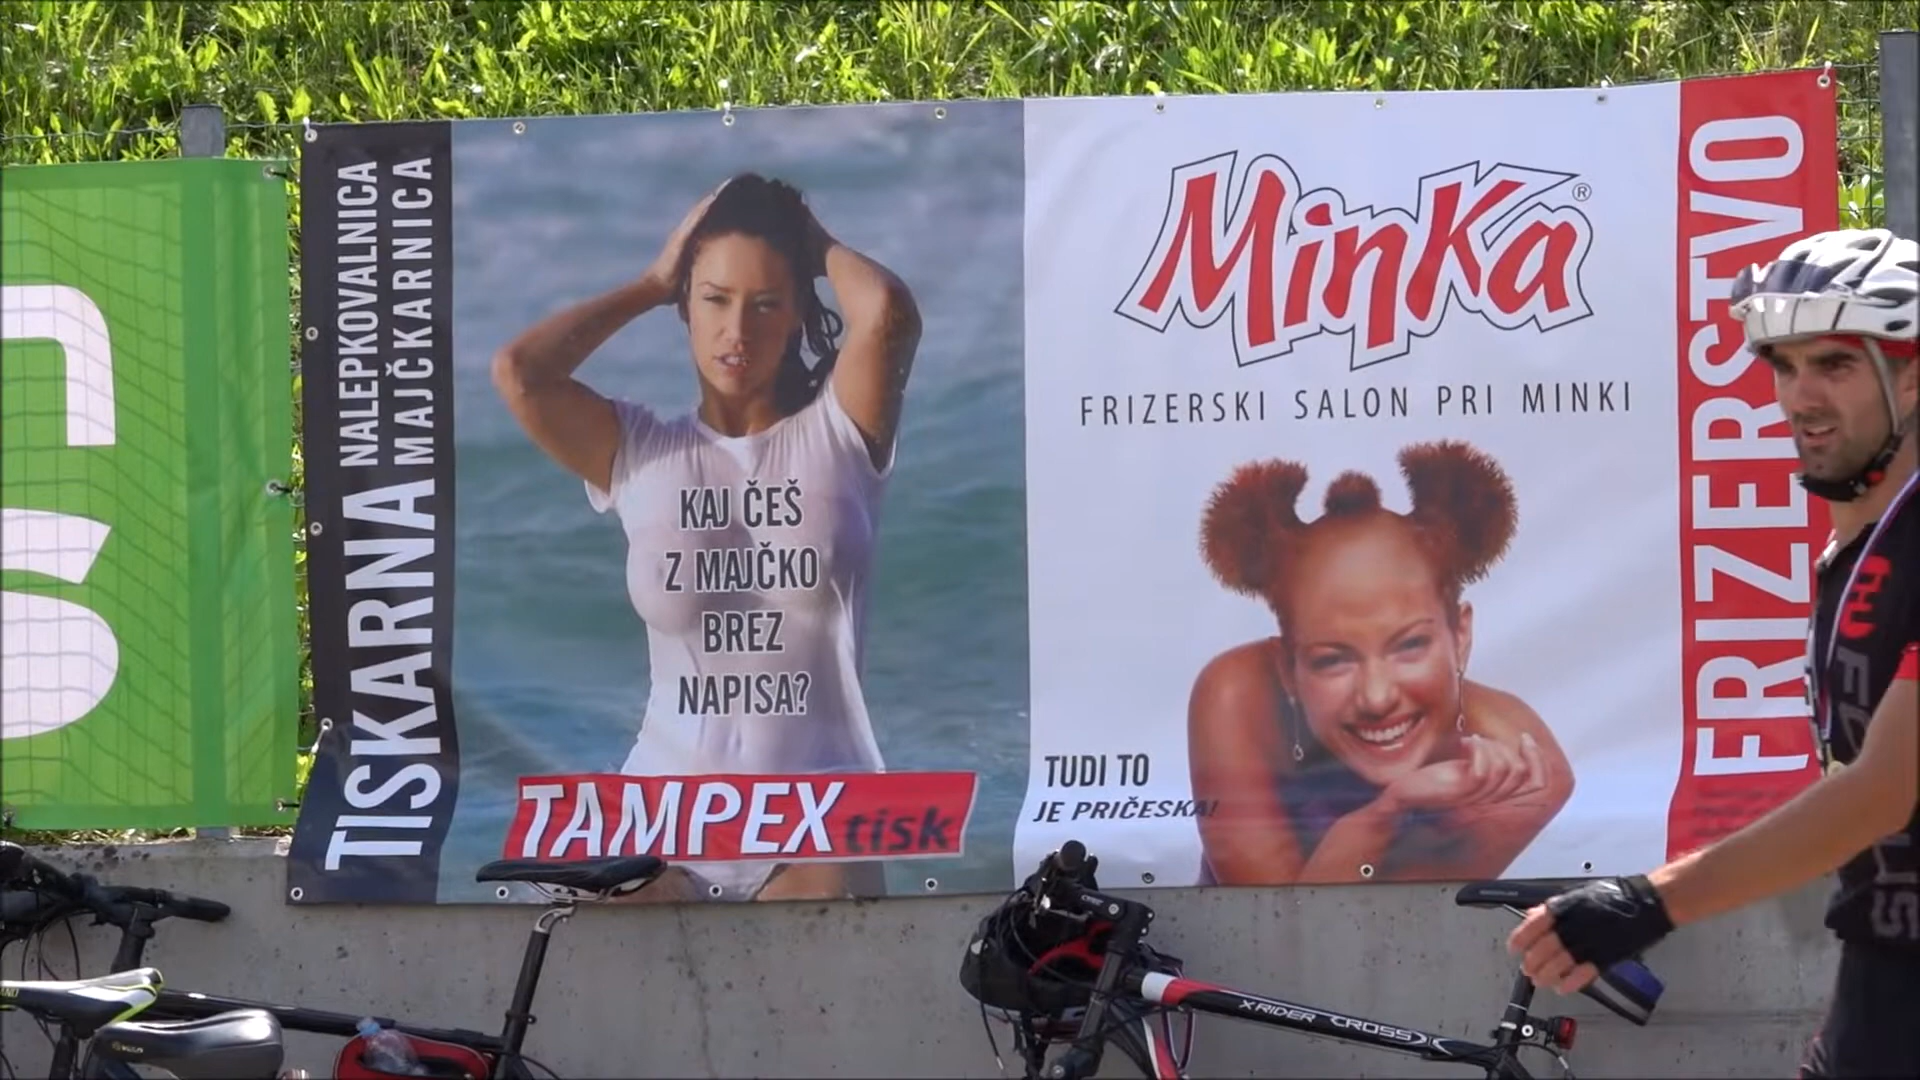 TISKARNA
NALEPKOVALNICA
MAJČKARNICA
KAJ ČEŠ
Z MAJČKO
BREZ
NAPISA?
TAMPEX tisk
MinKa®
FRIZERSKI SALON PRI MINKI
TUDI TO
JE PRIČESKA!
FRIZERSTVO
X RIDER CROSS